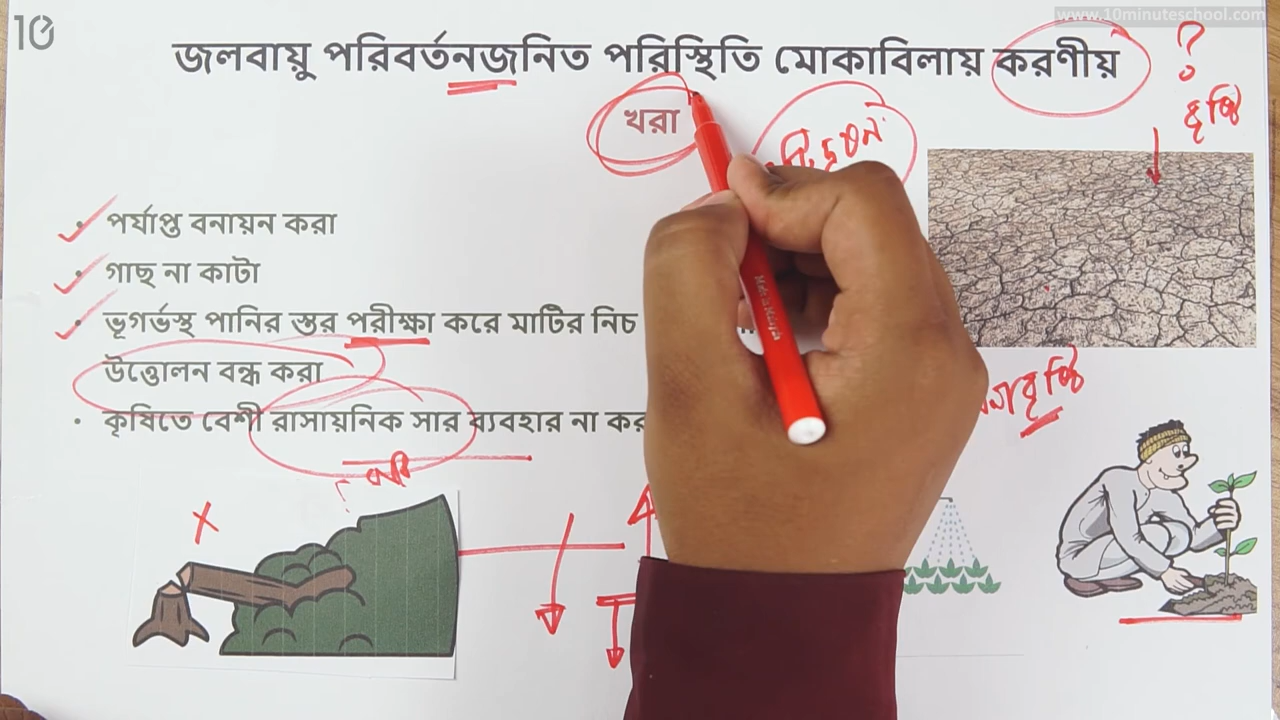 10
www.10minuteschool.com
জলবায়ু পরিবর্তনজনিত পরিস্থিতি মোকাবিলায় করণীয়
?
খরা
বৃষ্টি
পর্যাপ্ত বনায়ন করা
গাছ না কাটা
ভূগর্ভস্থ পানির স্তর পরীক্ষা করে মাটির নিচ
উত্তোলন বন্ধ করা
কৃষিতে বেশী রাসায়নিক সার ব্যবহার না